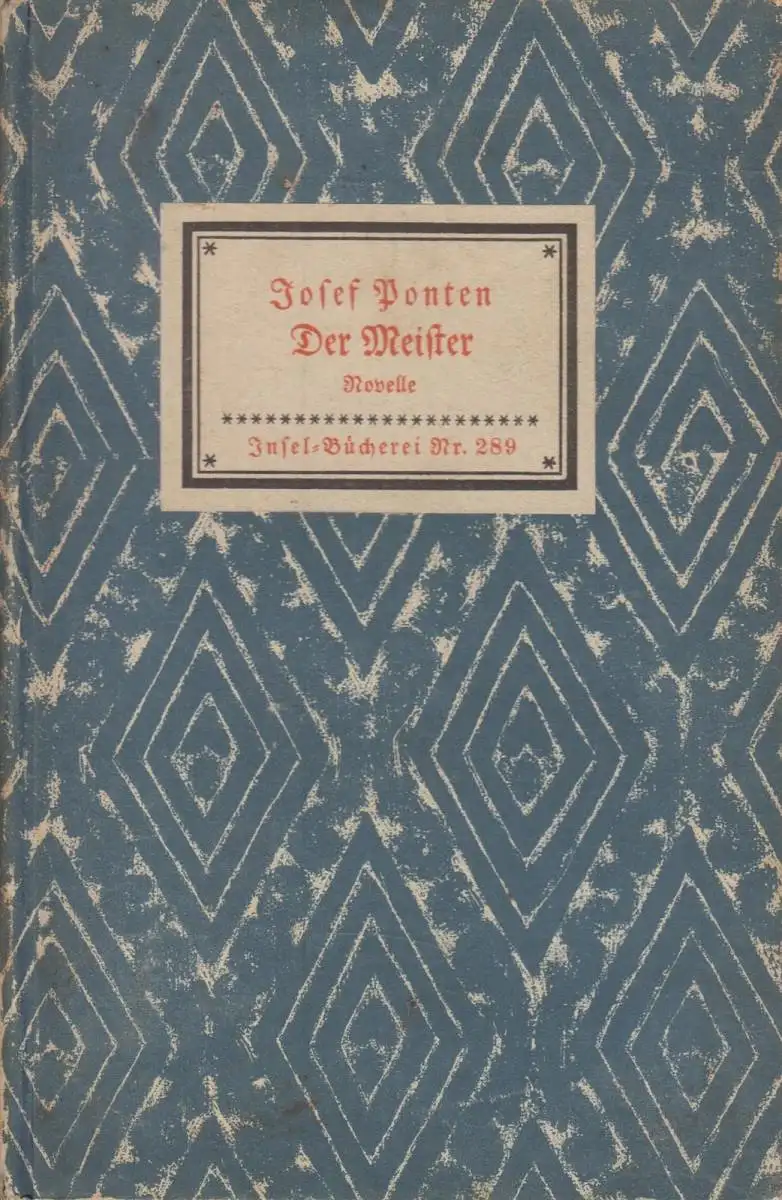 Joſef Ponten
Der Meiſter
Novelle
**********************
Inſel-Bücherei Nr. 289